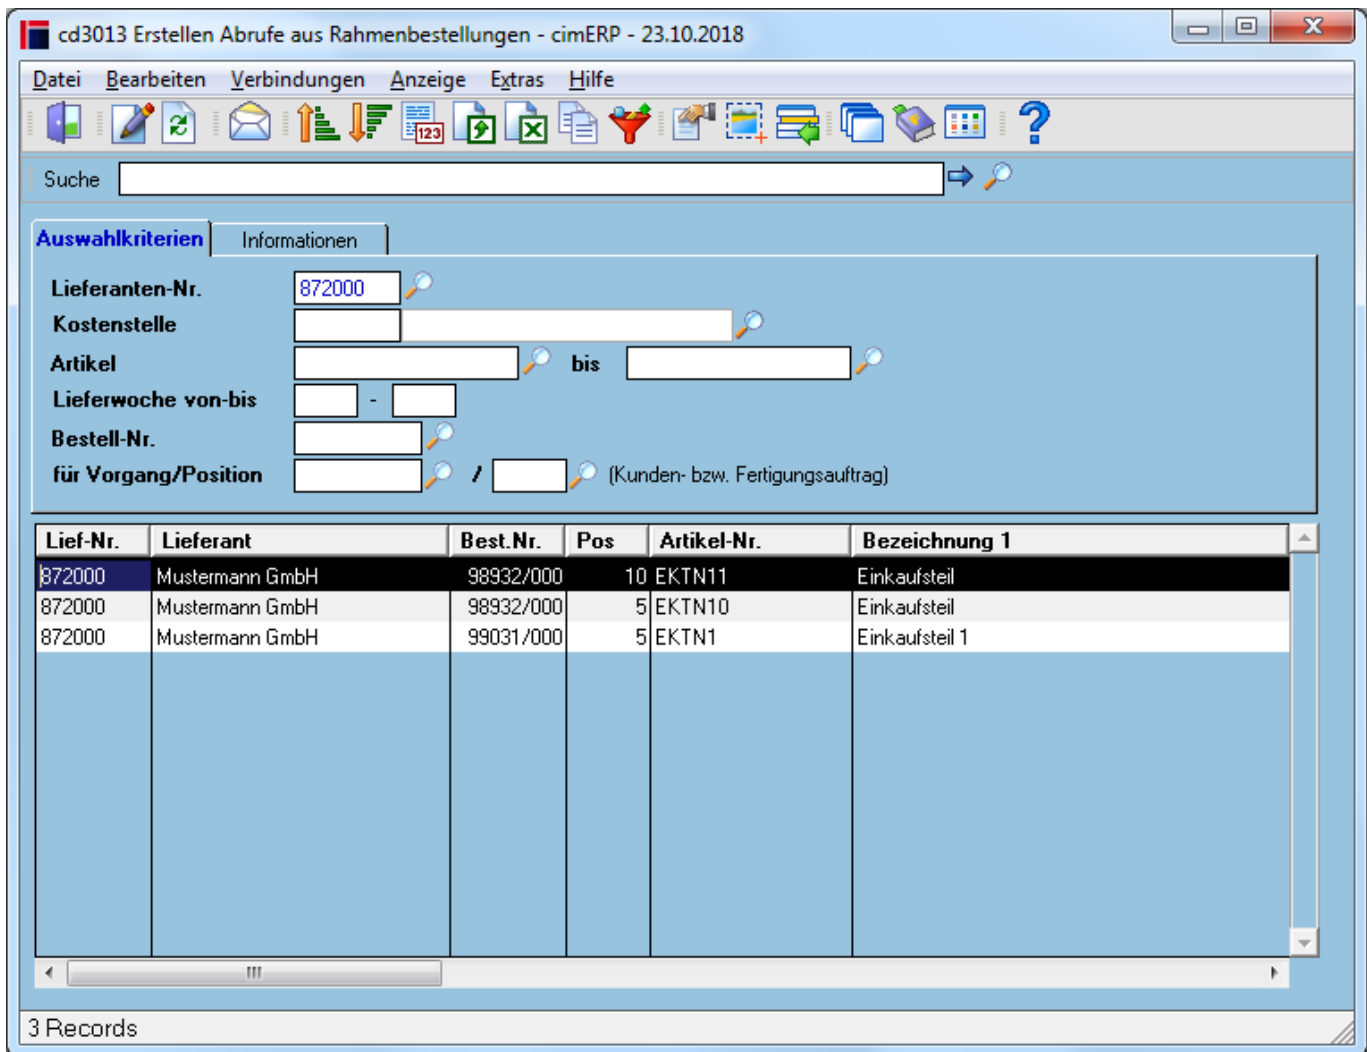 cd3013 Erstellen Abrufe aus Rahmenbestellungen - cimERP - 23.10.2018
Datei Bearbeiten Verbindungen Anzeige Extras Hilfe
123
Suche
Auswahlkriterien Informationen
Lieferanten-Nr. 872000
Kostenstelle
Artikel bis
Lieferwoche von-bis -
Bestell-Nr.
für Vorgang/Position / (Kunden- bzw. Fertigungsauftrag)
Lief-Nr. Lieferant Best.Nr. Pos Artikel-Nr. Bezeichnung 1
872000 Mustermann GmbH 98932/000 10 EKTN11 Einkaufsteil
872000 Mustermann GmbH 98932/000 5 EKTN10 Einkaufsteil
872000 Mustermann GmbH 99031/000 5 EKTN1 Einkaufsteil 1
3 Records